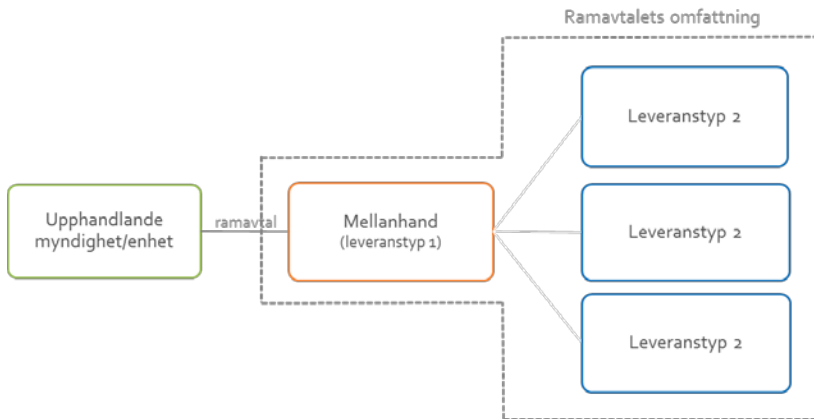 Ramavtalets omfattning
Leveranstyp 2
Upphandlande
myndighet/enhet
ramavtal
Mellanhand
(leveranstyp 1)
Leveranstyp 2
Leveranstyp 2